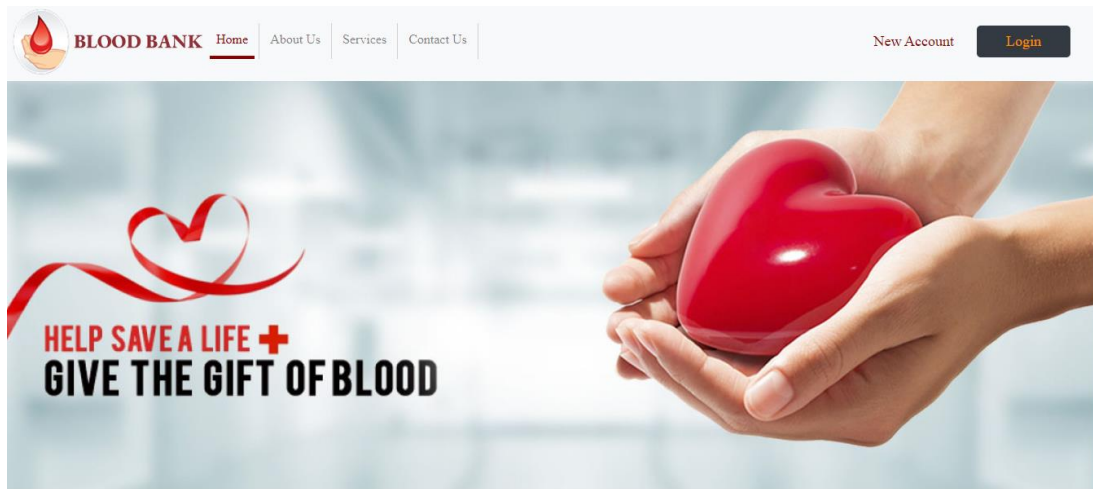 BLOOD BANK Home About Us Services Contact Us New Account Login
HELP SAVE A LIFE
GIVE THE GIFT OF BLOOD